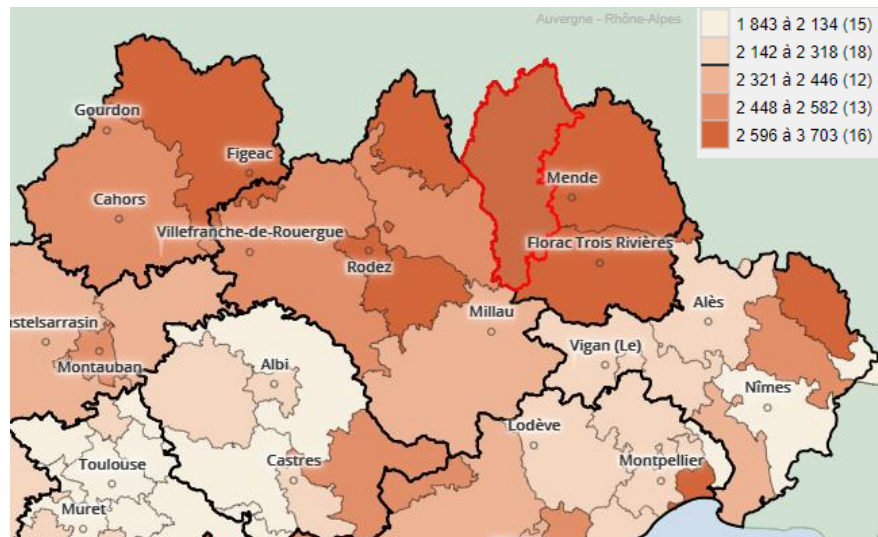 Auvergne - Rhône-Alpes
1 843 à 2 134 (15)
2 142 à 2 318 (18)
2 321 à 2 446 (12)
2 448 à 2 582 (13)
2 596 à 3 703 (16)
Gourdon
Figeac
Mende
Cahors
Villefranche-de-Rouergue
Florac Trois Rivières
Rodez
Alès
Millau
astelsarrasin
Vigan (Le)
Montauban
Albi
Nîmes
Lodève
Toulouse
Castres
Montpellier
Muret